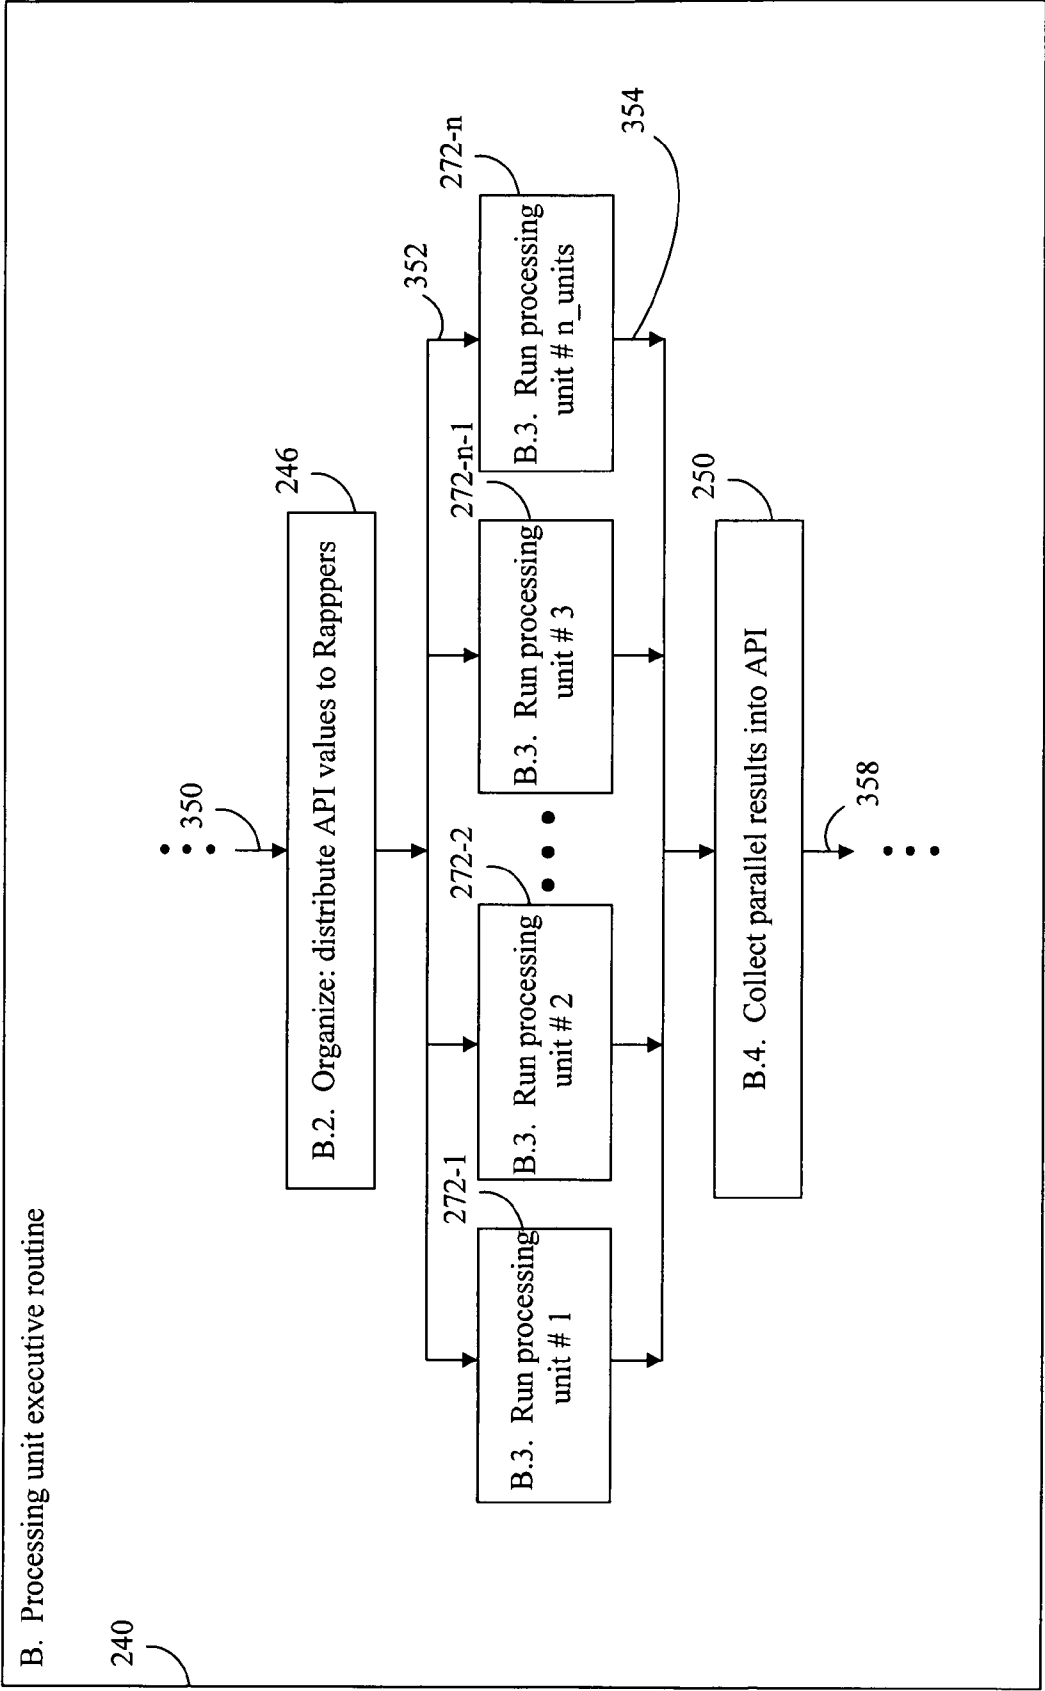 B. Processing unit executive routine
240
350
246
B.2. Organize: distribute API values to Rapppers
352
272-1
B.3. Run processing
unit # 1
272-2
B.3. Run processing
unit # 2
272-n-1
B.3. Run processing
unit # 3
272-n
B.3. Run processing
unit # n_units
354
250
B.4. Collect parallel results into API
358